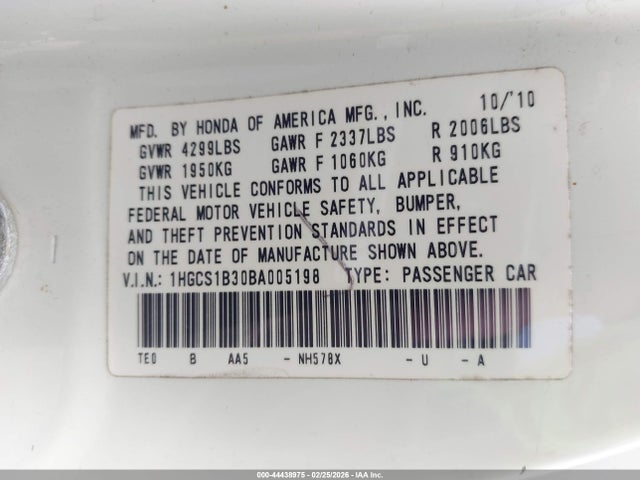 MFD. BY HONDA OF AMERICA MFG., INC. 10/'10
GVWR 4299LBS GAWR F 2337LBS R 2006LBS
GVWR 1950KG GAWR F 1060KG R 910KG
THIS VEHICLE CONFORMS TO ALL APPLICABLE
FEDERAL MOTOR VEHICLE SAFETY, BUMPER,
AND THEFT PREVENTION STANDARDS IN EFFECT
ON THE DATE OF MANUFACTURE SHOWN ABOVE.
V.I.N.: 1HGCS1B30BA005198 TYPE: PASSENGER CAR
TE0 B AA5 - NH578X - U - A
000-44438975 - 02/25/2026 - IAA Inc.